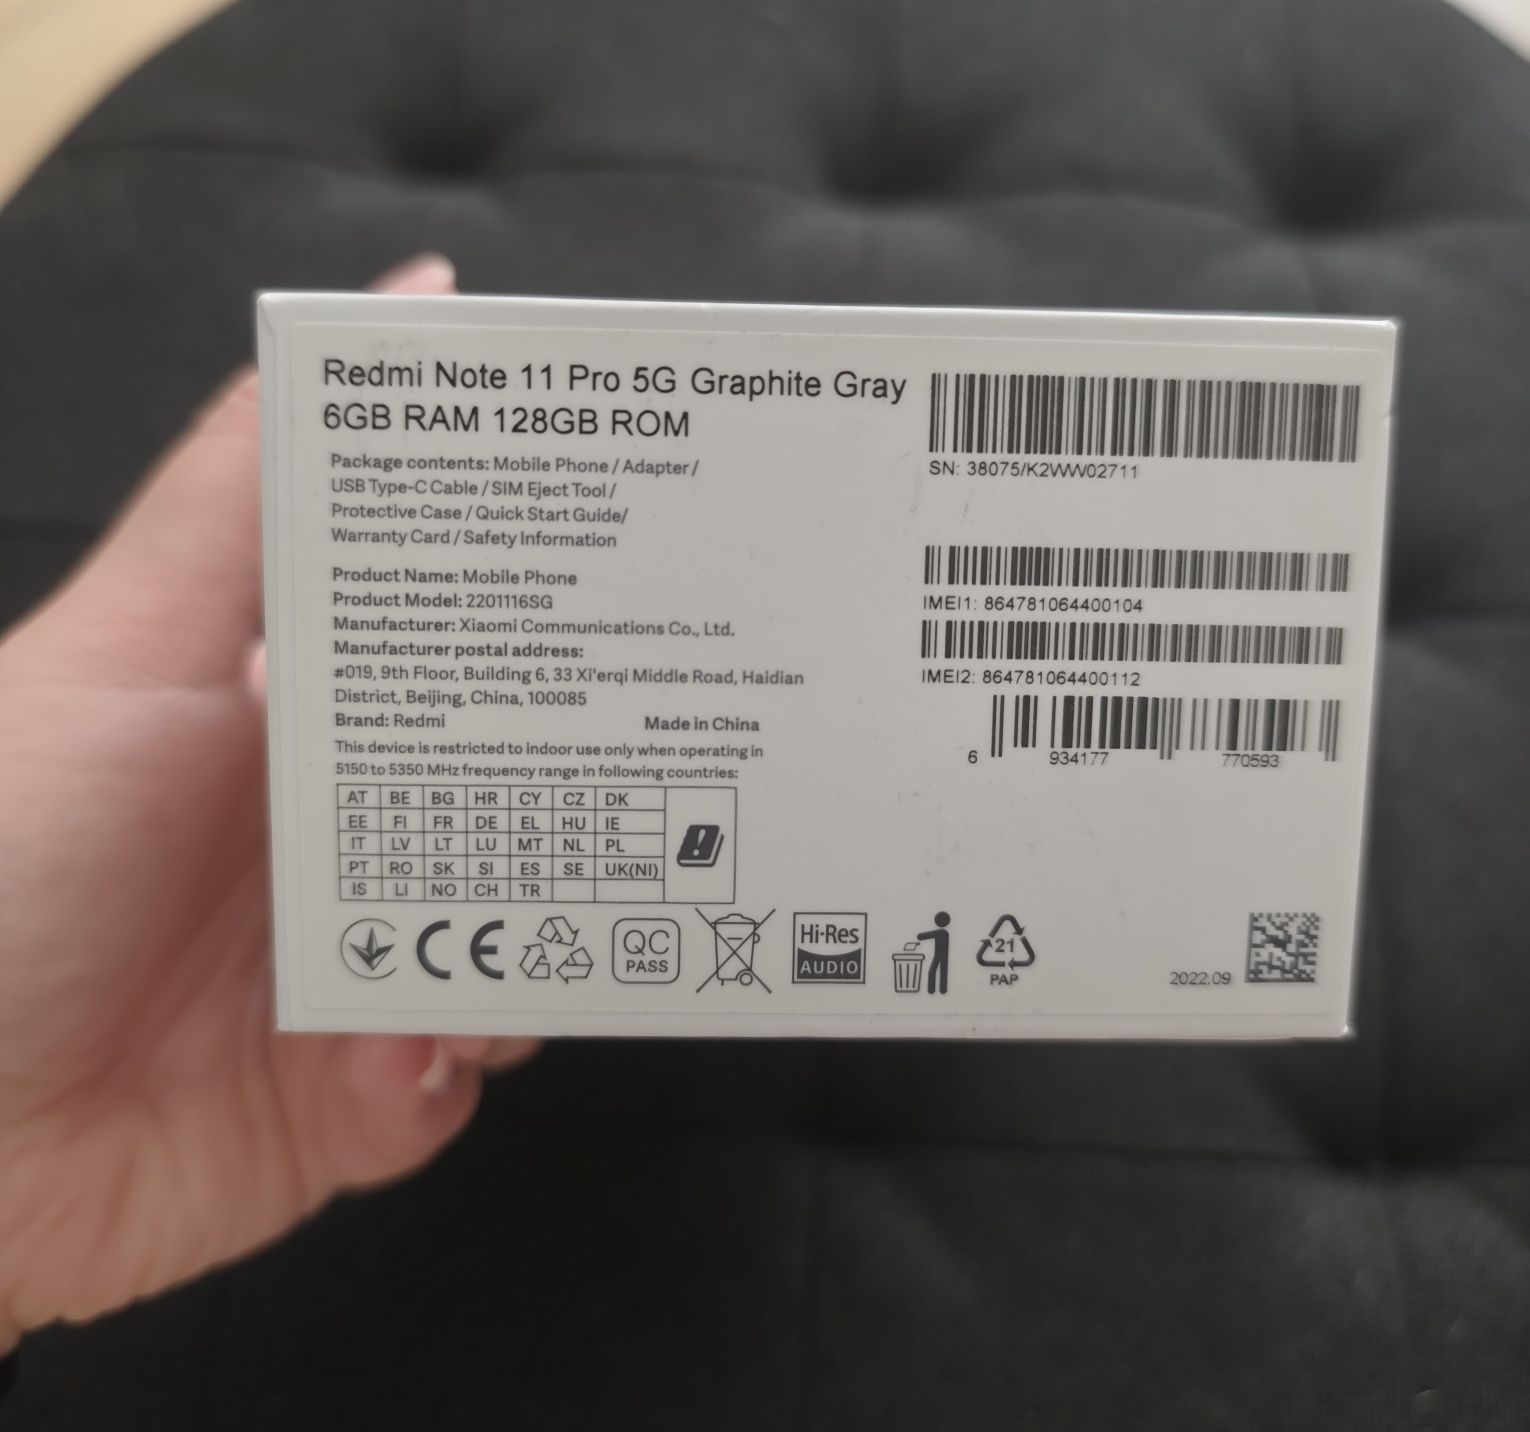 Redmi Note 11 Pro 5G Graphite Gray
6GB RAM 128GB ROM
Package contents: Mobile Phone / Adapter /
USB Type-C Cable / SIM Eject Tool /
Protective Case / Quick Start Guide/
Warranty Card / Safety Information
Product Name: Mobile Phone
Product Model: 2201116SG
Manufacturer: Xiaomi Communications Co., Ltd.
Manufacturer postal address:
#019, 9th Floor, Building 6, 33 Xi'erqi Middle Road, Haidian
District, Beijing, China, 100085
Brand: Redmi Made in China
This device is restricted to indoor use only when operating in
5150 to 5350 MHz frequency range in following countries:
AT BE BG HR CY CZ DK
EE FI FR DE EL HU IE
IT LV LT LU MT NL PL
PT RO SK SI ES SE UK(NI)
IS LI NO CH TR
CE
QC
PASS
Hi-Res
AUDIO
21
PAP
SN: 38075/K2WW02711
IMEI1: 864781064400104
IMEI2: 864781064400112
6 934177 770593
2022.09